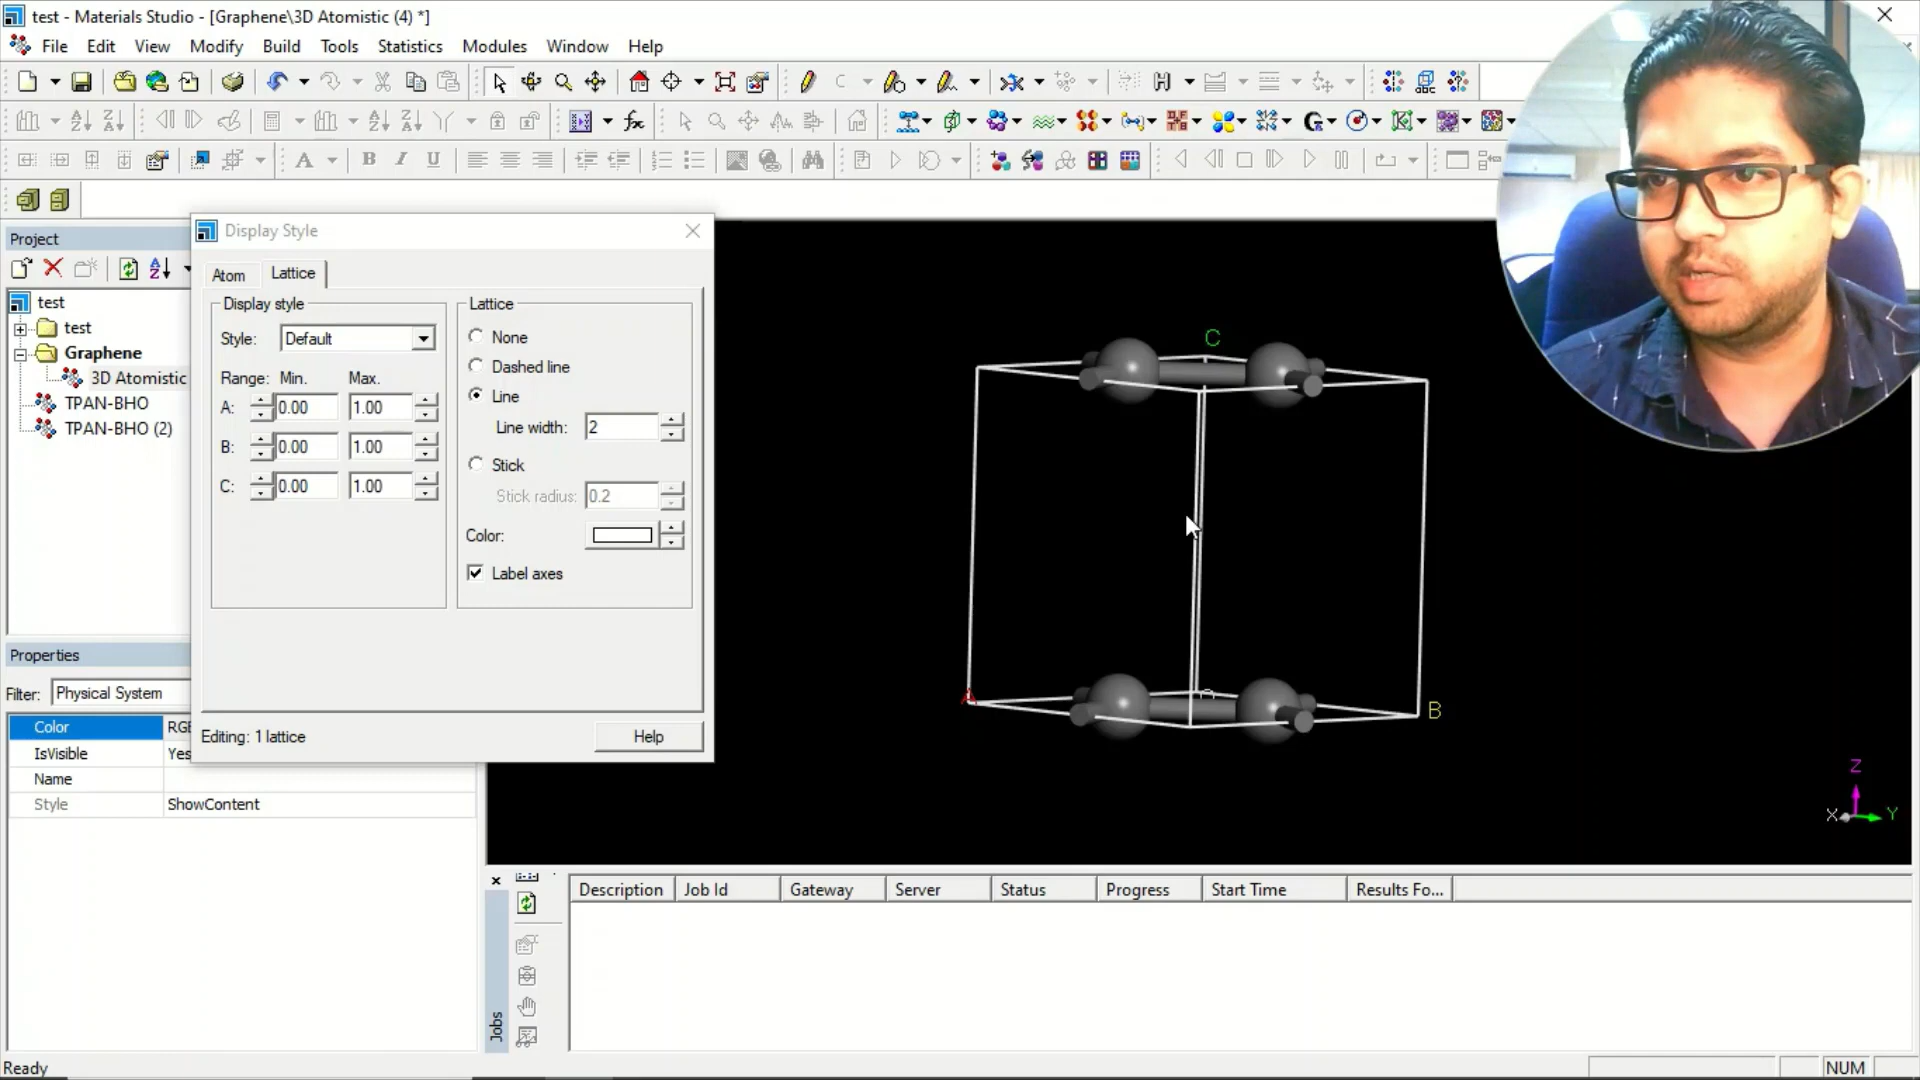 test - Materials Studio - [Graphene\3D Atomistic (4) *]
File Edit View Modify Build Tools Statistics Modules Window Help
Project
test
test
Graphene
3D Atomistic
TPAN-BHO
TPAN-BHO (2)
Display Style
Atom Lattice
Display style
Style: Default
Range: Min. Max.
A: 0.00 1.00
B: 0.00 1.00
C: 0.00 1.00
Lattice
None
Dashed line
Line
Line width: 2
Stick
Stick radius: 0.2
Color:
Label axes
Editing: 1 lattice
Help
Properties
Filter: Physical System
Color RGB
IsVisible Yes
Name
Style ShowContent
C
A
B
Z
X
Y
Description Job Id Gateway Server Status Progress Start Time Results Fo...
Jobs
Ready
NUM